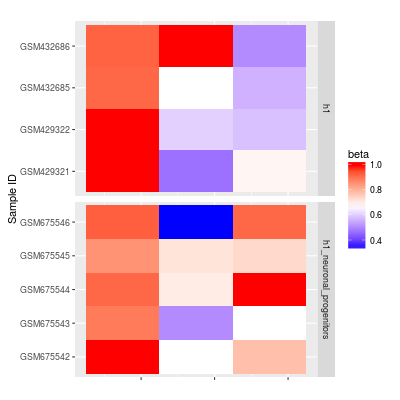 GSM432686
GSM432685
GSM429322
GSM429321
h1
GSM675546
GSM675545
GSM675544
GSM675543
GSM675542
h1_neuronal_progenitors
Sample ID
beta
1.0
0.8
0.6
0.4